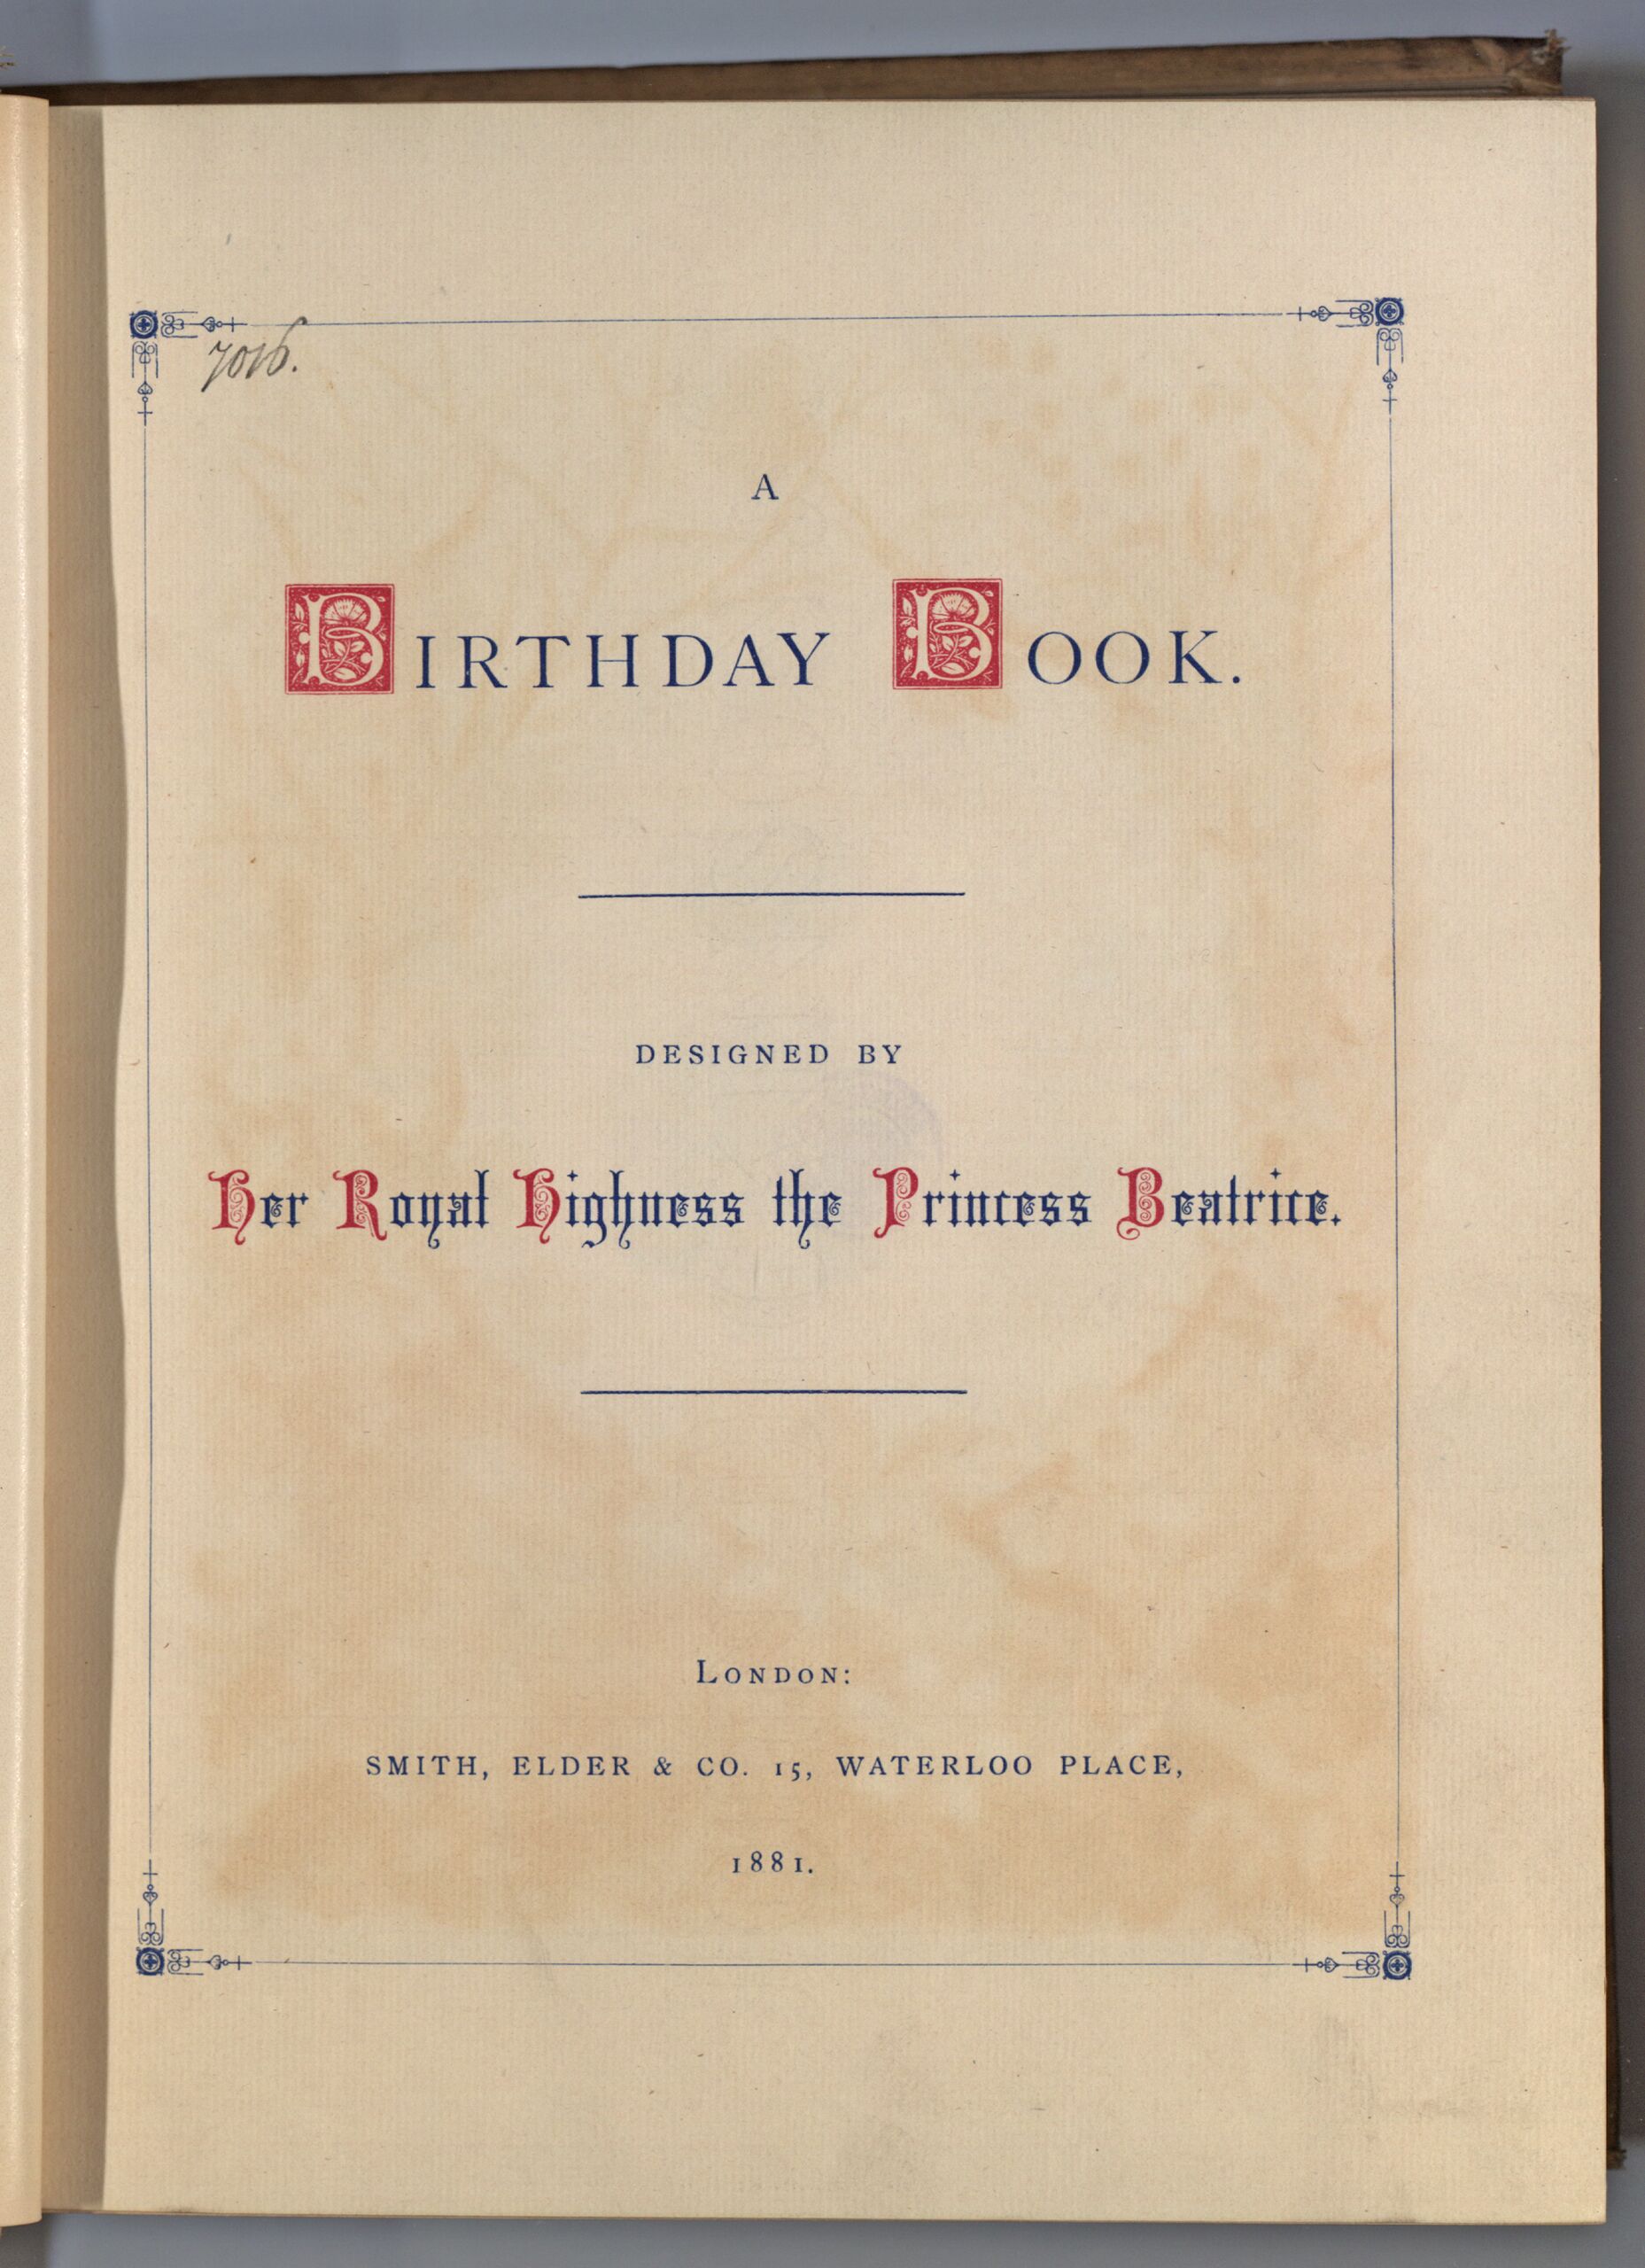 7016.
A
BIRTHDAY BOOK.
DESIGNED BY
Her Royal Highness the Princess Beatrice.
LONDON:
SMITH, ELDER & CO. 15, WATERLOO PLACE,
1881.